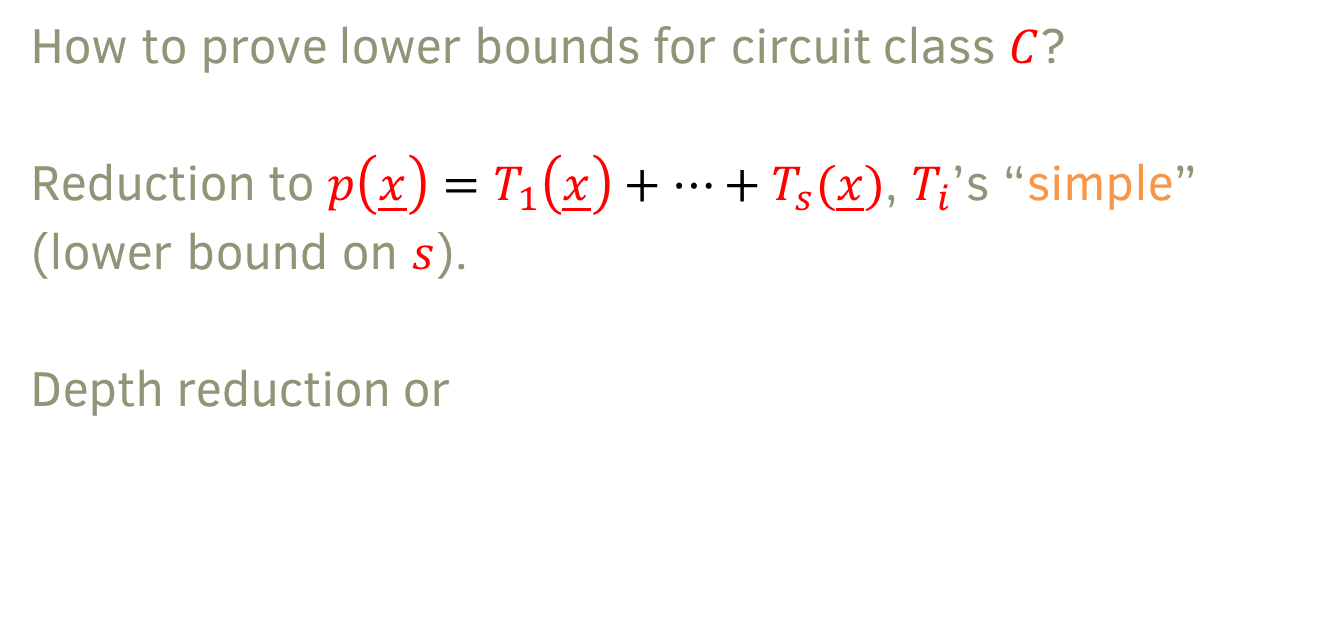 How to prove lower bounds for circuit class C?
Reduction to p(x) = T₁(x) + ⋯ + Tₛ(x), Tᵢ’s “simple”
(lower bound on s).
Depth reduction or